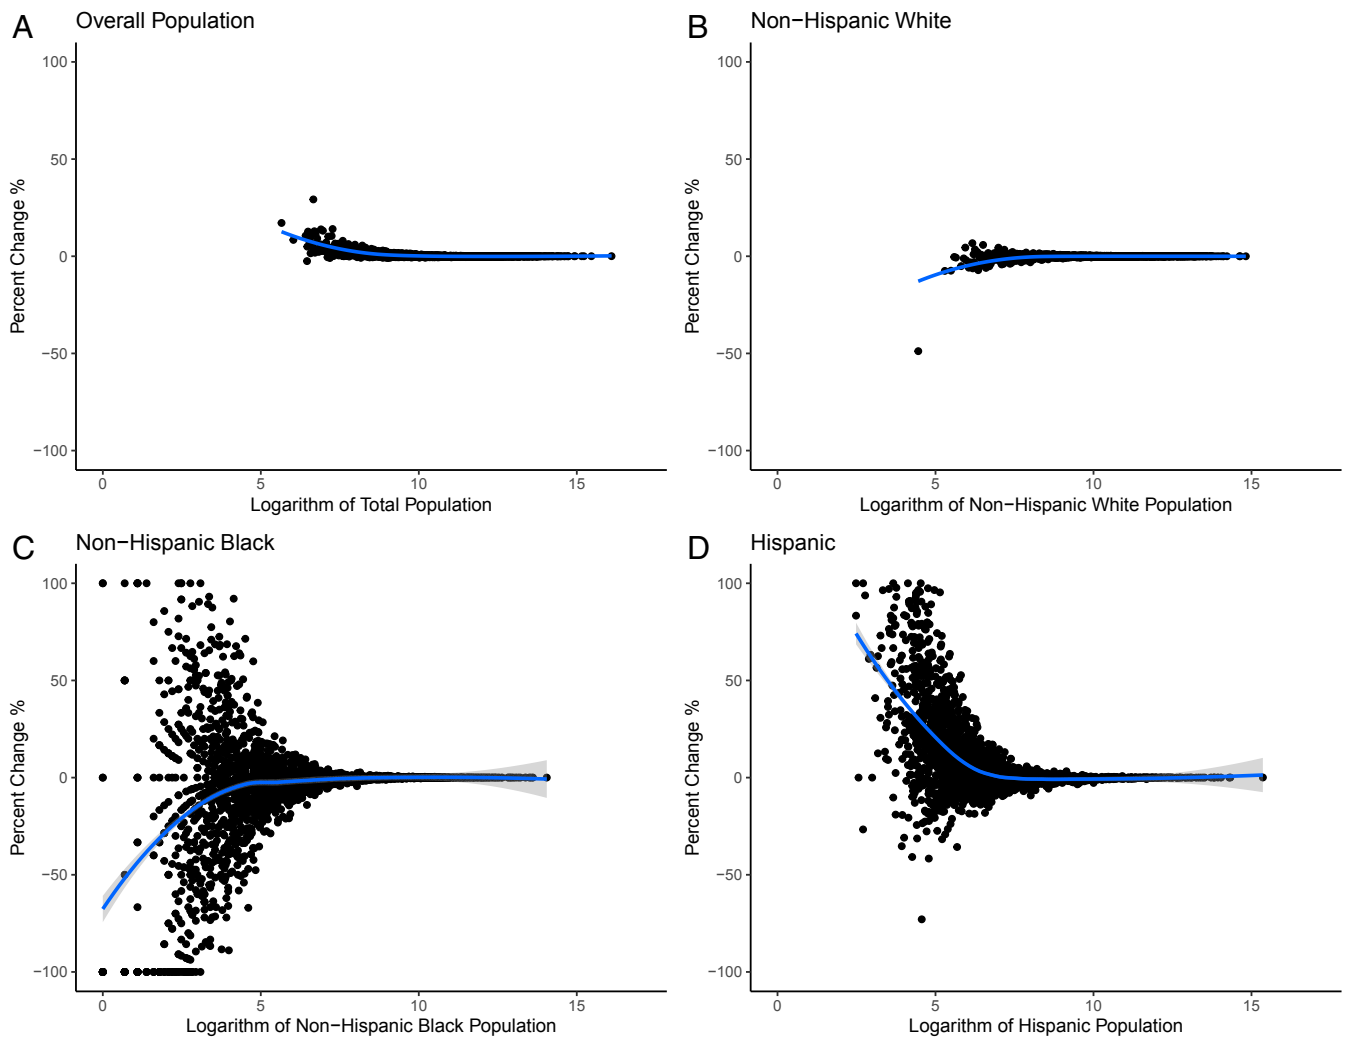 A Overall Population
100
50
0
−50
−100
Percent Change %
0 5 10 15
Logarithm of Total Population
B Non−Hispanic White
100
50
0
−50
−100
Percent Change %
0 5 10 15
Logarithm of Non−Hispanic White Population
C Non−Hispanic Black
100
50
0
−50
−100
Percent Change %
0 5 10 15
Logarithm of Non−Hispanic Black Population
D Hispanic
100
50
0
−50
−100
Percent Change %
0 5 10 15
Logarithm of Hispanic Population